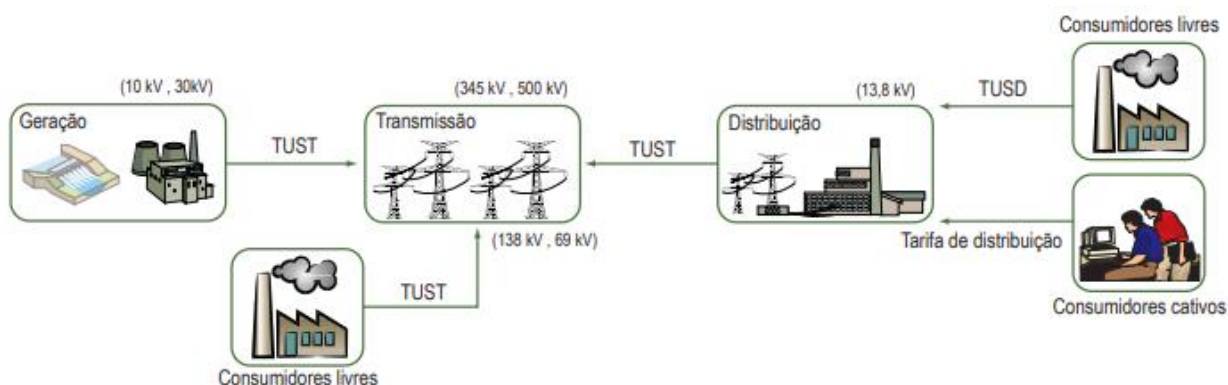 Consumidores livres
(10 kV , 30kV)
(345 kV , 500 kV)
(13,8 kV)
TUSD
Geração
Transmissão
Distribuição
TUST
TUST
(138 kV , 69 kV)
Tarifa de distribuição
TUST
Consumidores cativos
Consumidores livres